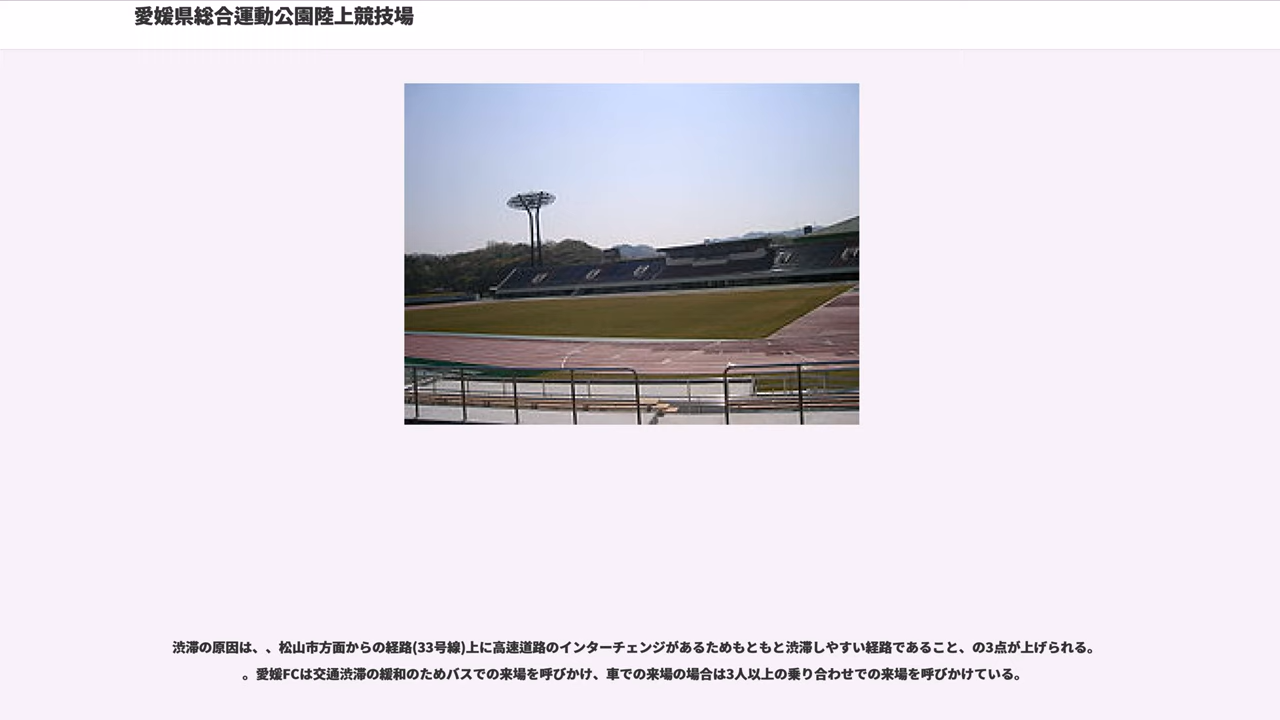 愛媛県総合運動公園陸上競技場
渋滞の原因は、、松山市方面からの経路(33号線)上に高速道路のインターチェンジがあるためもともと渋滞しやすい経路であること、の3点が上げられる。
。愛媛FCは交通渋滞の緩和のためバスでの来場を呼びかけ、車での来場の場合は3人以上の乗り合わせでの来場を呼びかけている。